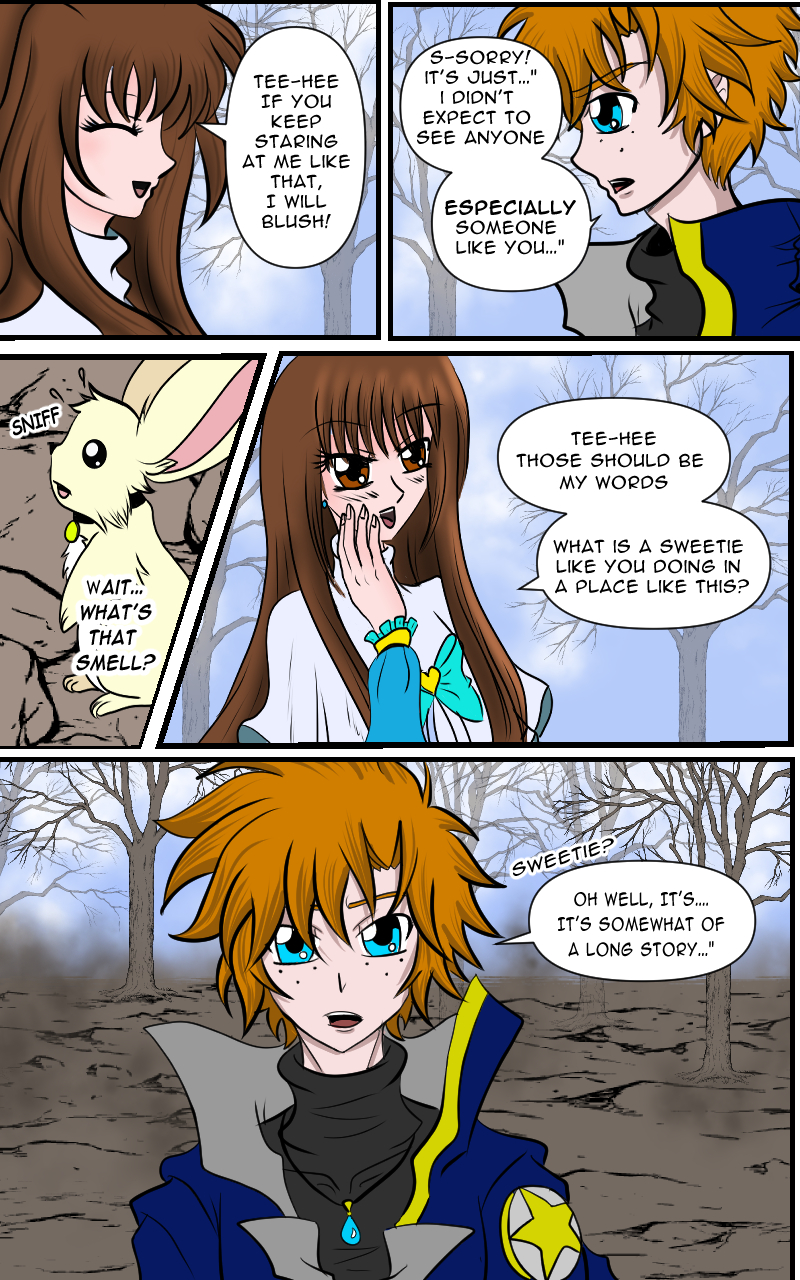 TEE-HEE
IF YOU
KEEP
STARING
AT ME LIKE
THAT,
I WILL
BLUSH!
S-SORRY!
IT'S JUST..."
I DIDN'T
EXPECT TO
SEE ANYONE
ESPECIALLY
SOMEONE
LIKE YOU..."
SNIFF
WAIT...
WHAT'S
THAT
SMELL?
TEE-HEE
THOSE SHOULD BE
MY WORDS
WHAT IS A SWEETIE
LIKE YOU DOING IN
A PLACE LIKE THIS?
SWEETIE?
OH WELL, IT'S....
IT'S SOMEWHAT OF
A LONG STORY..."